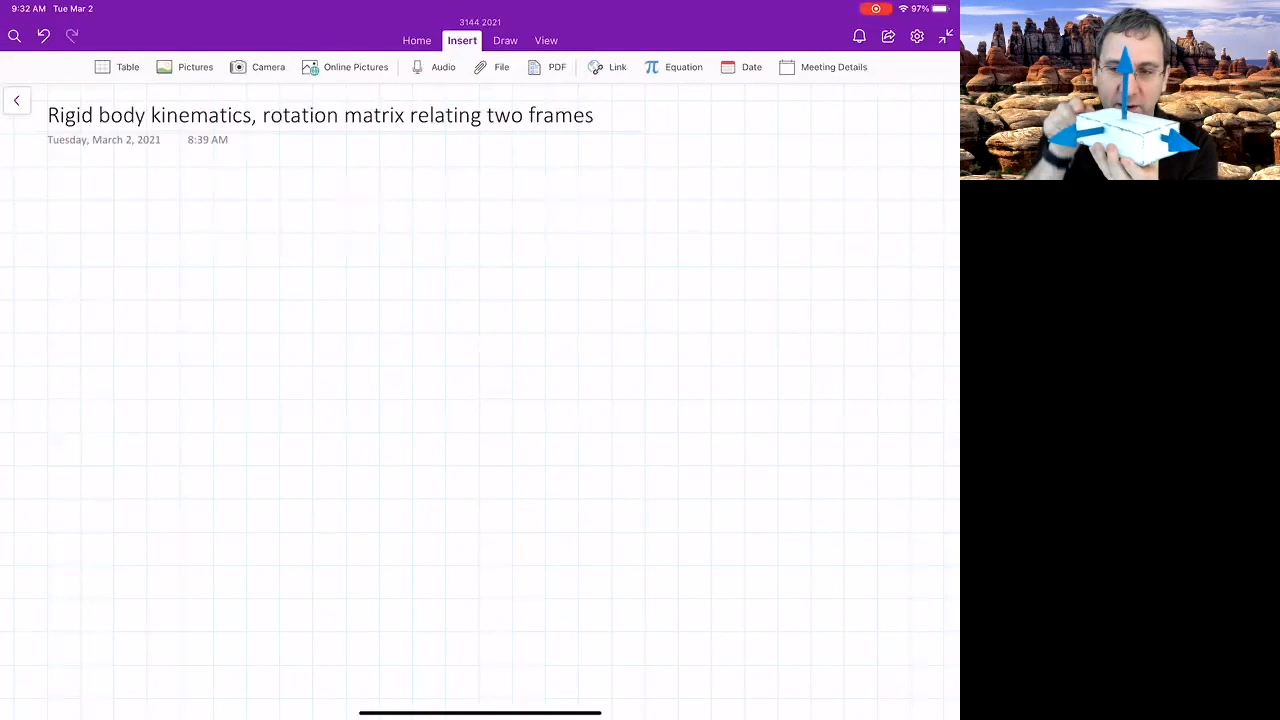 9:32 AM Tue Mar 2
97%
3144 2021
Home Insert Draw View
Table Pictures Camera Online Pictures Audio File PDF Link Equation Date Meeting Details
Rigid body kinematics, rotation matrix relating two frames
Tuesday, March 2, 2021 8:39 AM